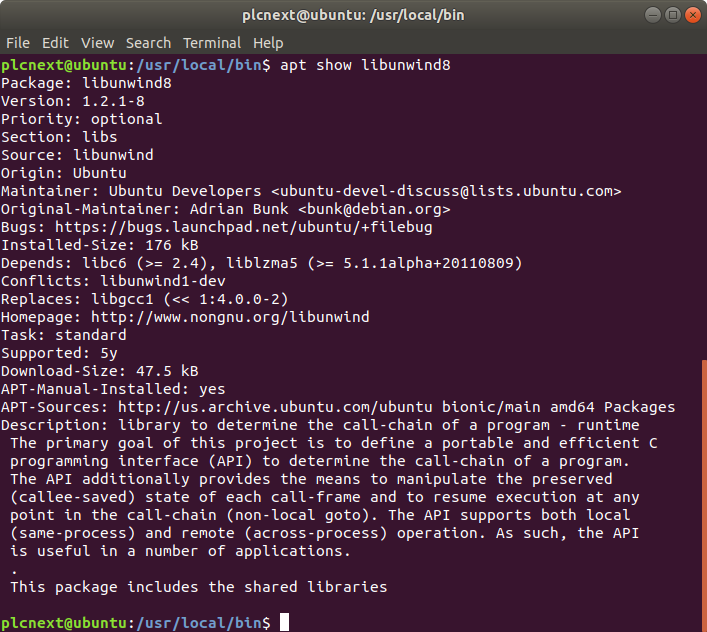 plcnext@ubuntu: /usr/local/bin
File Edit View Search Terminal Help
plcnext@ubuntu:/usr/local/bin$ apt show libunwind8
Package: libunwind8
Version: 1.2.1-8
Priority: optional
Section: libs
Source: libunwind
Origin: Ubuntu
Maintainer: Ubuntu Developers <ubuntu-devel-discuss@lists.ubuntu.com>
Original-Maintainer: Adrian Bunk <bunk@debian.org>
Bugs: https://bugs.launchpad.net/ubuntu/+filebug
Installed-Size: 176 kB
Depends: libc6 (>= 2.4), liblzma5 (>= 5.1.1alpha+20110809)
Conflicts: libunwind1-dev
Replaces: libgcc1 (<< 1:4.0.0-2)
Homepage: http://www.nongnu.org/libunwind
Task: standard
Supported: 5y
Download-Size: 47.5 kB
APT-Manual-Installed: yes
APT-Sources: http://us.archive.ubuntu.com/ubuntu bionic/main amd64 Packages
Description: library to determine the call-chain of a program - runtime
 The primary goal of this project is to define a portable and efficient C
 programming interface (API) to determine the call-chain of a program.
 The API additionally provides the means to manipulate the preserved
 (callee-saved) state of each call-frame and to resume execution at any
 point in the call-chain (non-local goto). The API supports both local
 (same-process) and remote (across-process) operation. As such, the API
 is useful in a number of applications.
 .
 This package includes the shared libraries
plcnext@ubuntu:/usr/local/bin$